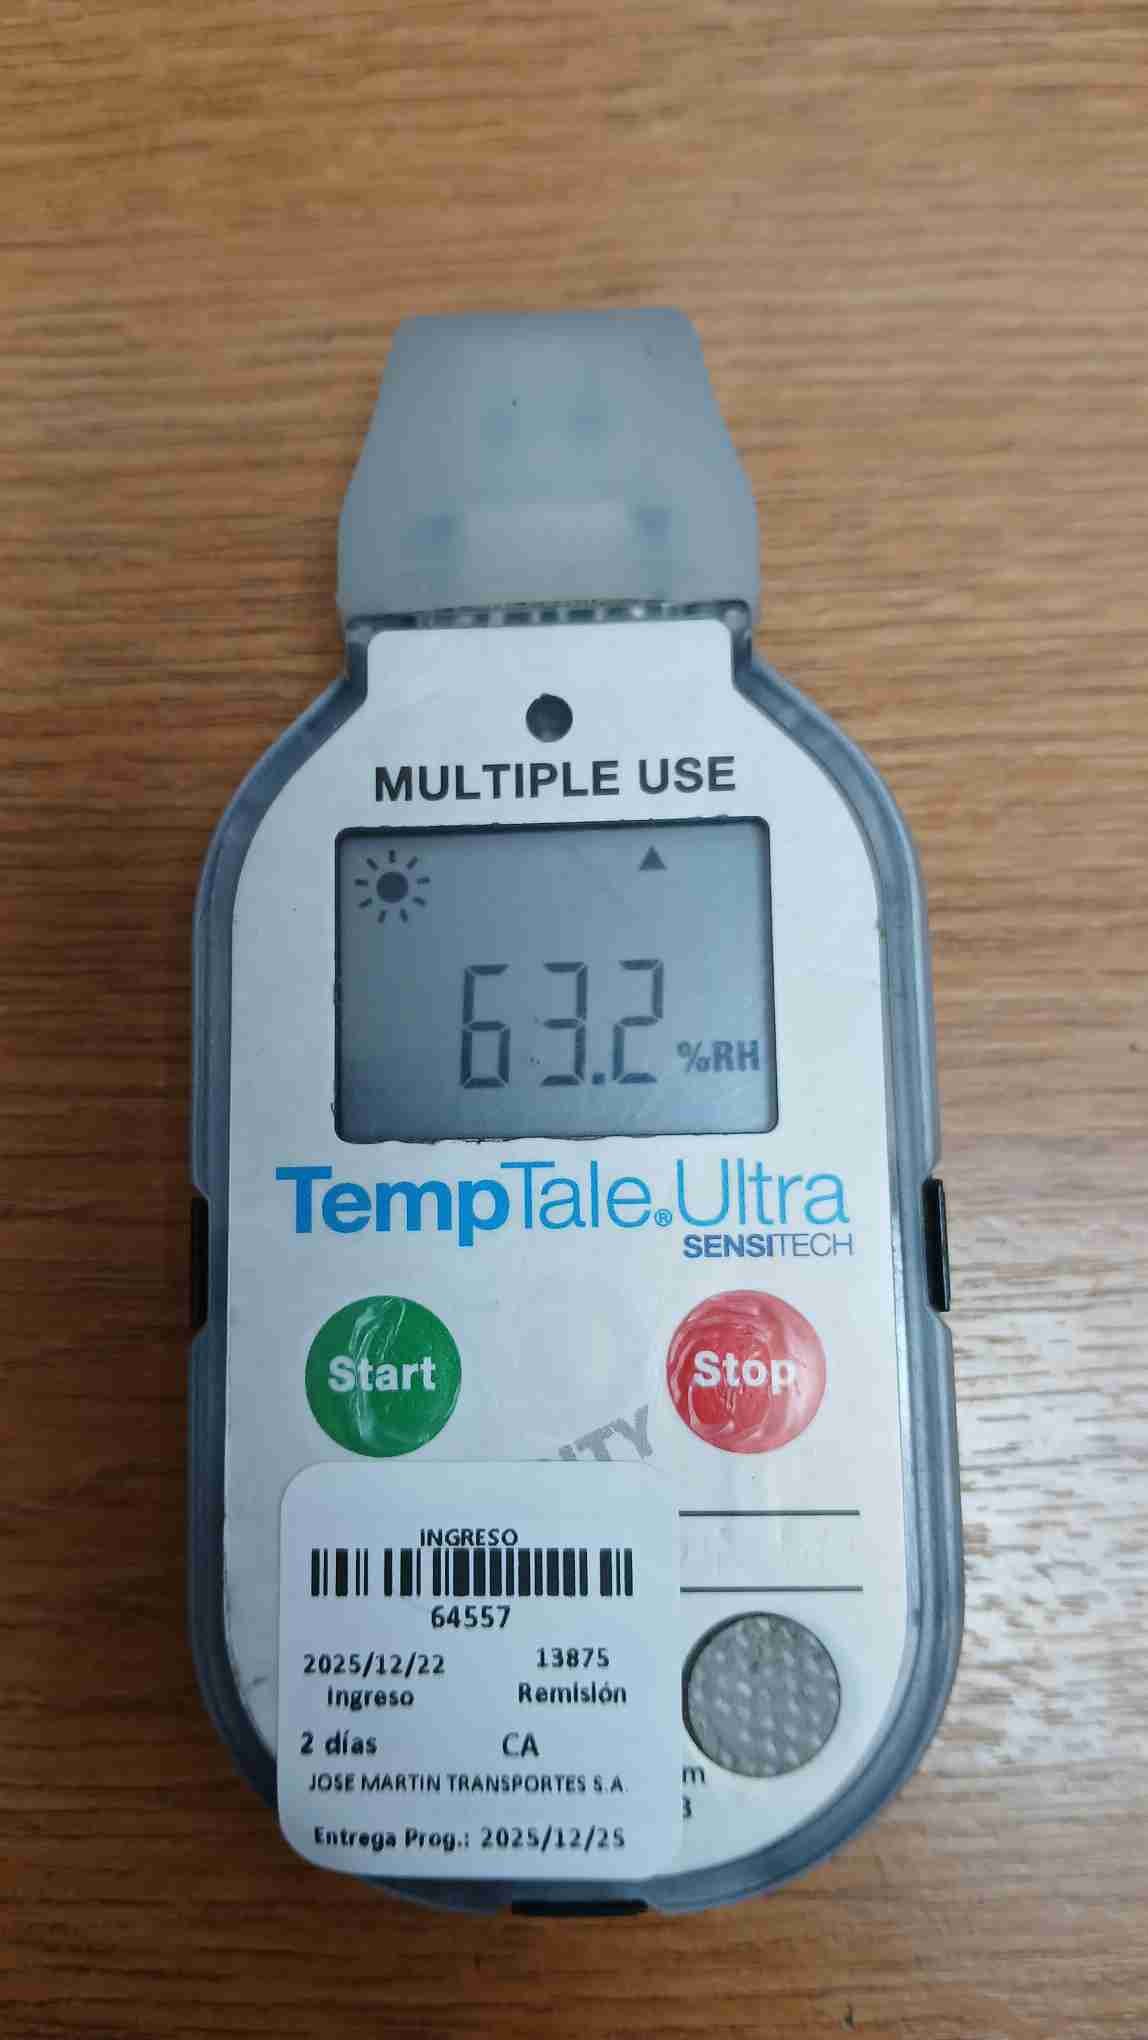 MULTIPLE USE
63.2 %RH
TempTale®Ultra
SENSITECH
Start
Stop
INGRESO
64557
2025/12/22 13875
Ingreso Remisión
2 días CA
JOSE MARTIN TRANSPORTES S.A.
Entrega Prog.: 2025/12/25